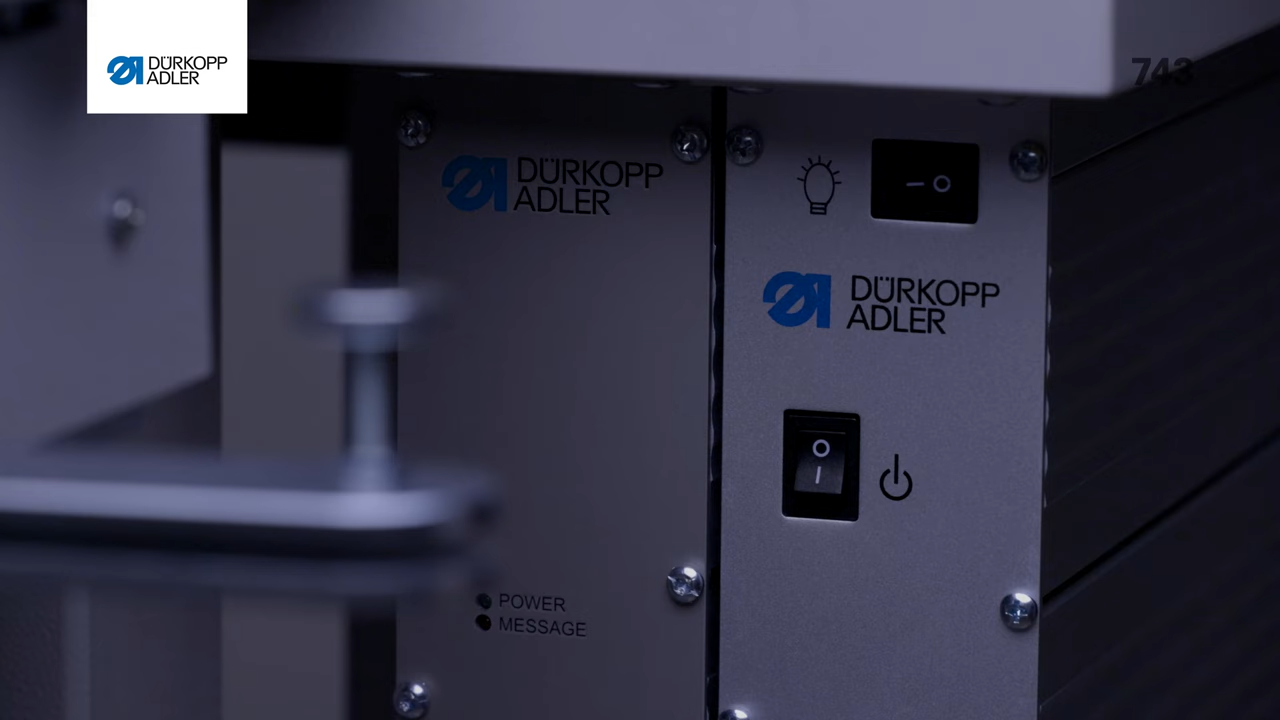 DÜRKOPP
ADLER
743
DÜRKOPP
ADLER
DÜRKOPP
ADLER
POWER
MESSAGE